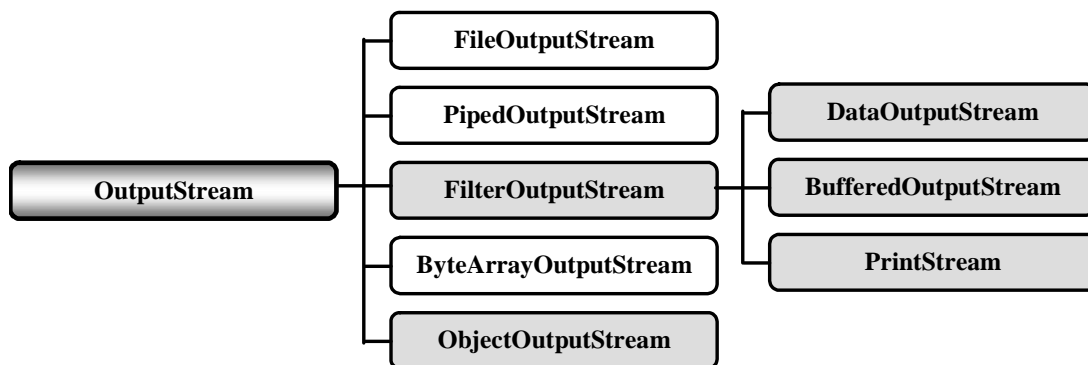 OutputStream
FileOutputStream
PipedOutputStream
FilterOutputStream
ByteArrayOutputStream
ObjectOutputStream
DataOutputStream
BufferedOutputStream
PrintStream